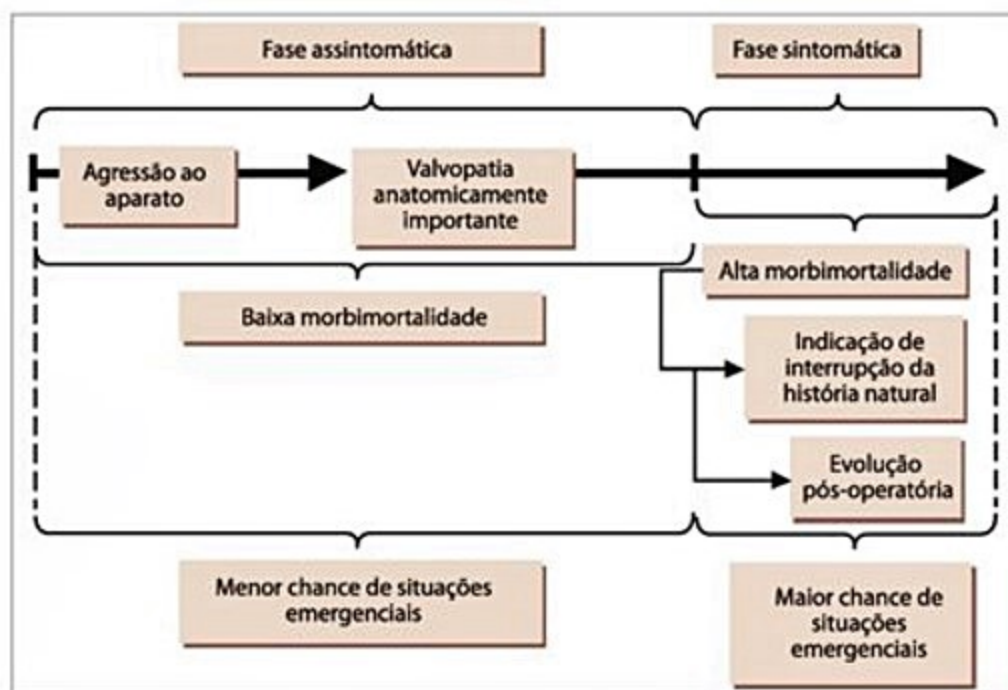 Fase assintomática
Fase sintomática
Agressão ao
aparato
Valvopatia
anatomicamente
importante
Baixa morbimortalidade
Alta morbimortalidade
Indicação de
interrupção da
história natural
Evolução
pós-operatória
Menor chance de situações
emergenciais
Maior chance de
situações
emergenciais